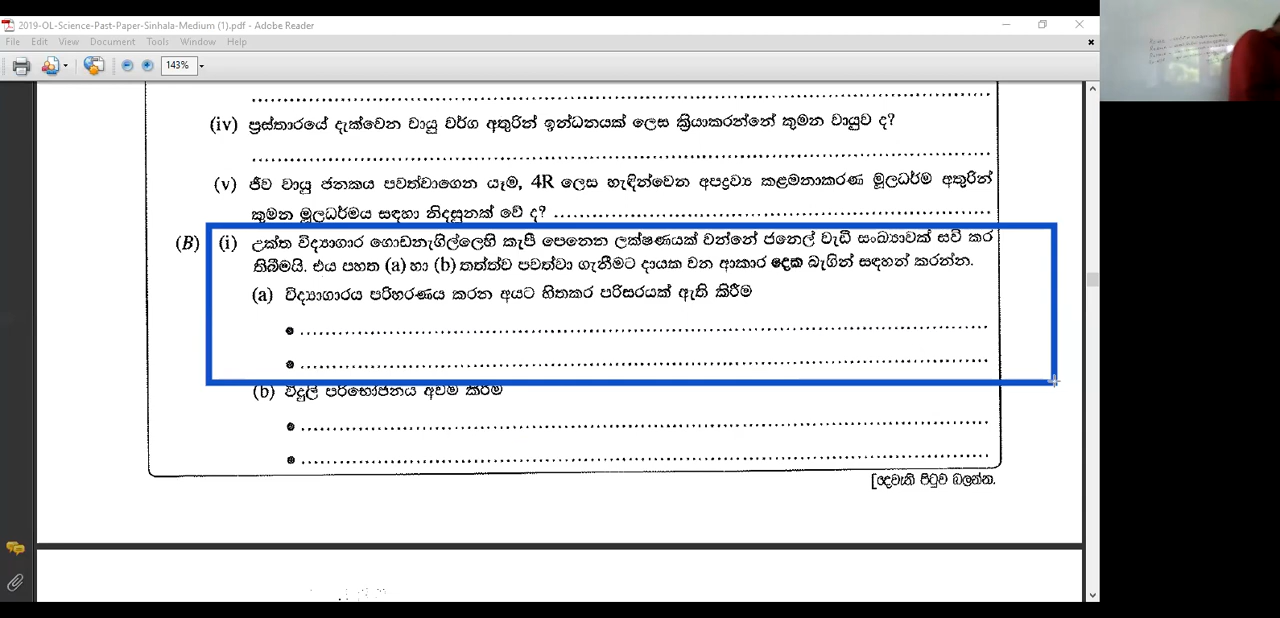 2019-OL-Science-Past-Paper-Sinhala-Medium (1).pdf - Adobe Reader
File Edit View Document Tools Window Help
143%
(iv) ප්‍රස්තාරයේ දැක්වෙන වායු වර්ග අතුරින් ඉන්ධනයක් ලෙස ක්‍රියාකරන්නේ කුමන වායුව ද?
(v) ජීව වායු ජනකය පවත්වාගෙන යෑම, 4R ලෙස හැඳින්වෙන අපද්‍රව්‍ය කළමනාකරණ මූලධර්ම අතුරින්
කුමන මූලධර්මය සඳහා නිදසුනක් වේ ද?
(B) (i) උක්ත විද්‍යාගාර ගොඩනැගිල්ලෙහි කැපී පෙනෙන ලක්ෂණයක් වන්නේ ජනෙල් වැඩි සංඛ්‍යාවක් සවි කර
තිබීමයි. එය පහත (a) හා (b) තත්ත්ව පවත්වා ගැනීමට දායක වන ආකාර දෙක බැගින් සඳහන් කරන්න.
(a) විද්‍යාගාරය පරිහරණය කරන අයට හිතකර පරිසරයක් ඇති කිරීම
(b) විදුලි පරිභෝජනය අවම කිරීම
[දෙවැනි පිටුව බලන්න.